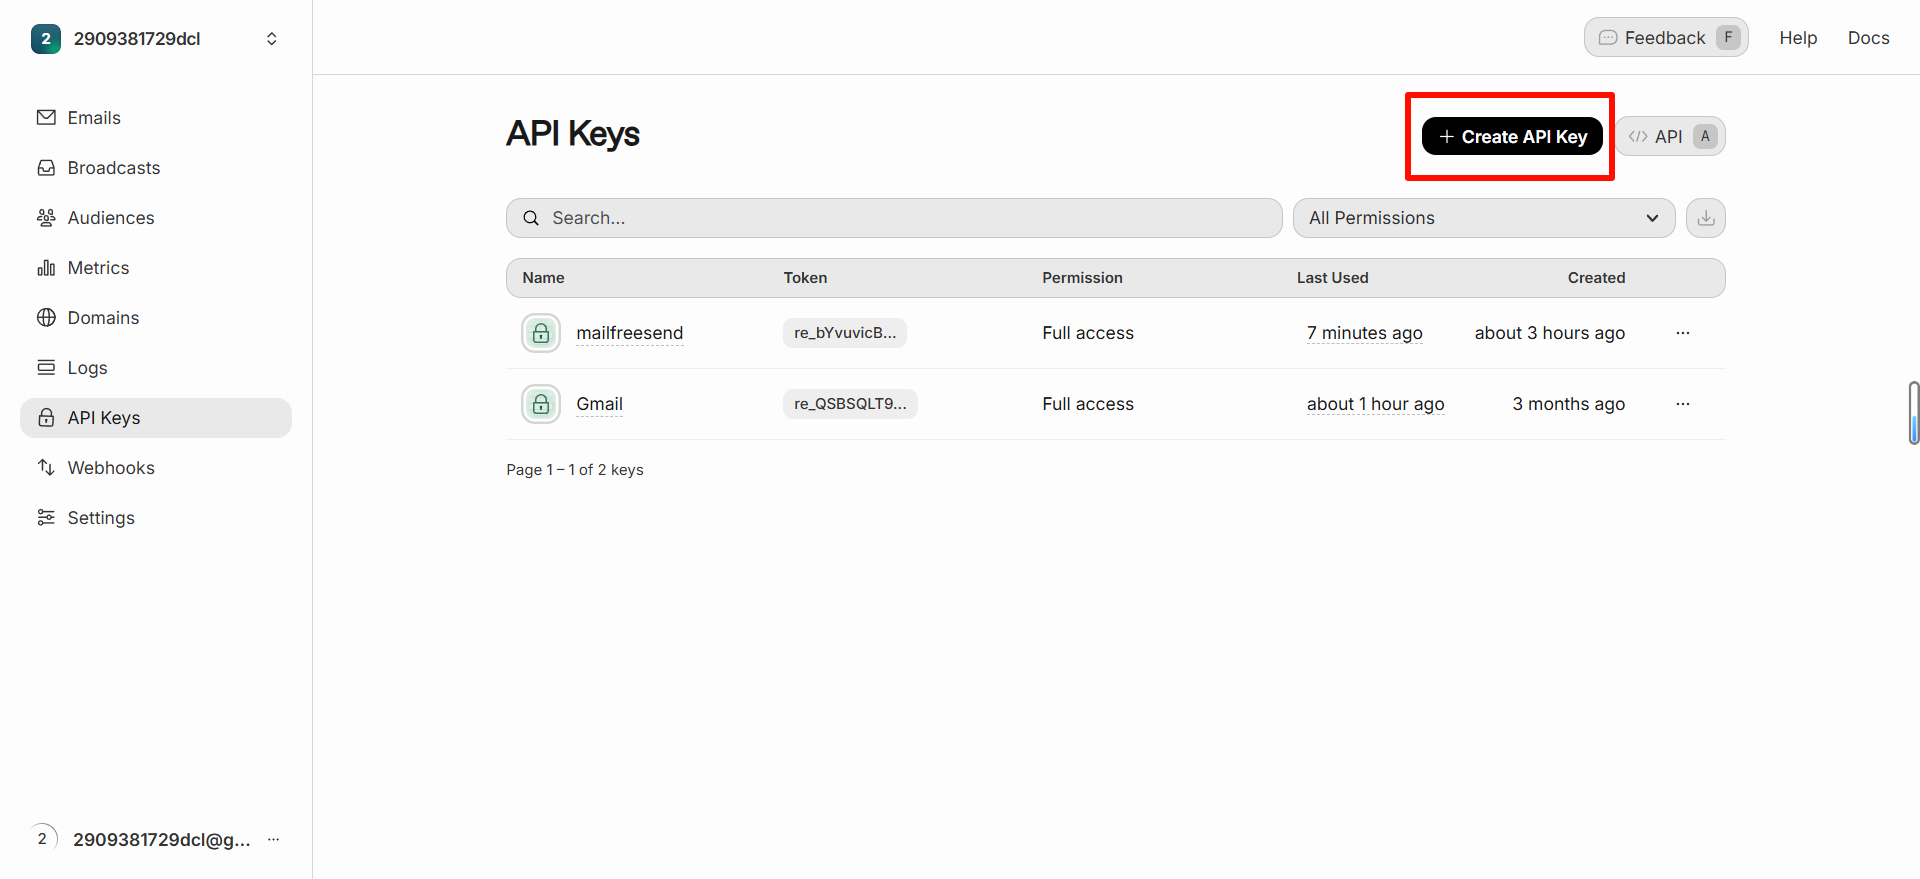 2 2909381729dcl
Feedback F Help Docs
Emails
Broadcasts
Audiences
Metrics
Domains
Logs
API Keys
Webhooks
Settings
2 2909381729dcl@g...
API Keys
+ Create API Key
</> API A
Search...
All Permissions
Name Token Permission Last Used Created
mailfreesend re_bYvuvicB... Full access 7 minutes ago about 3 hours ago ...
Gmail re_QSBSQLT9... Full access about 1 hour ago 3 months ago ...
Page 1 – 1 of 2 keys